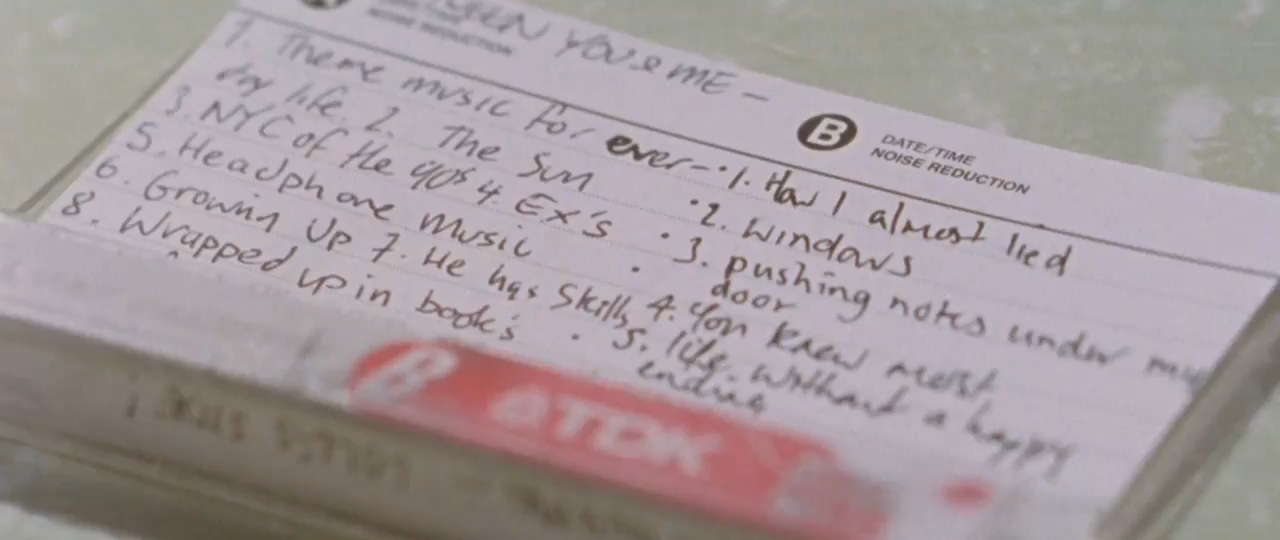 NOISE REDUCTION
YOU & ME —
1. Theme music for ever-
my life. 2. The Sun
3. NYC of the 90s 4. Ex's
5. Headphone Music
6. Growing Up 7. He has Skills
8. Wrapped up in book's
B DATE/TIME
NOISE REDUCTION
1. How I almost lied
2. Windows
3. pushing notes under my
door
4. You knew most
5. life without a happy
ending
B TDK